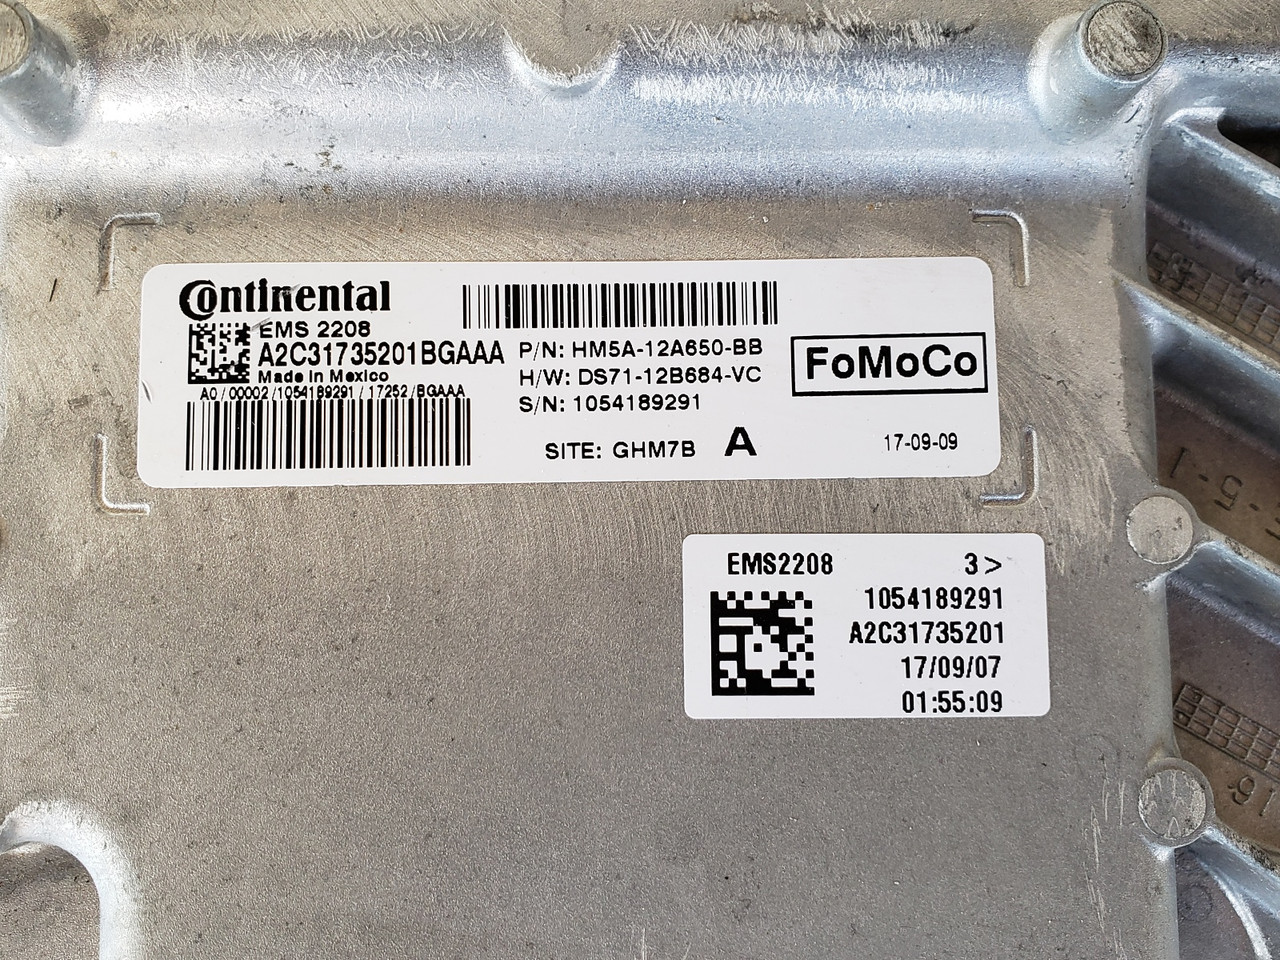 Continental
EMS 2208
A2C31735201BGAAA
Made in Mexico
A0/00002/1054189291/17252/BGAAA
P/N: HM5A-12A650-BB
H/W: DS71-12B684-VC
S/N: 1054189291
SITE: GHM7B A
FoMoCo
17-09-09
EMS2208 3>
1054189291
A2C31735201
17/09/07
01:55:09